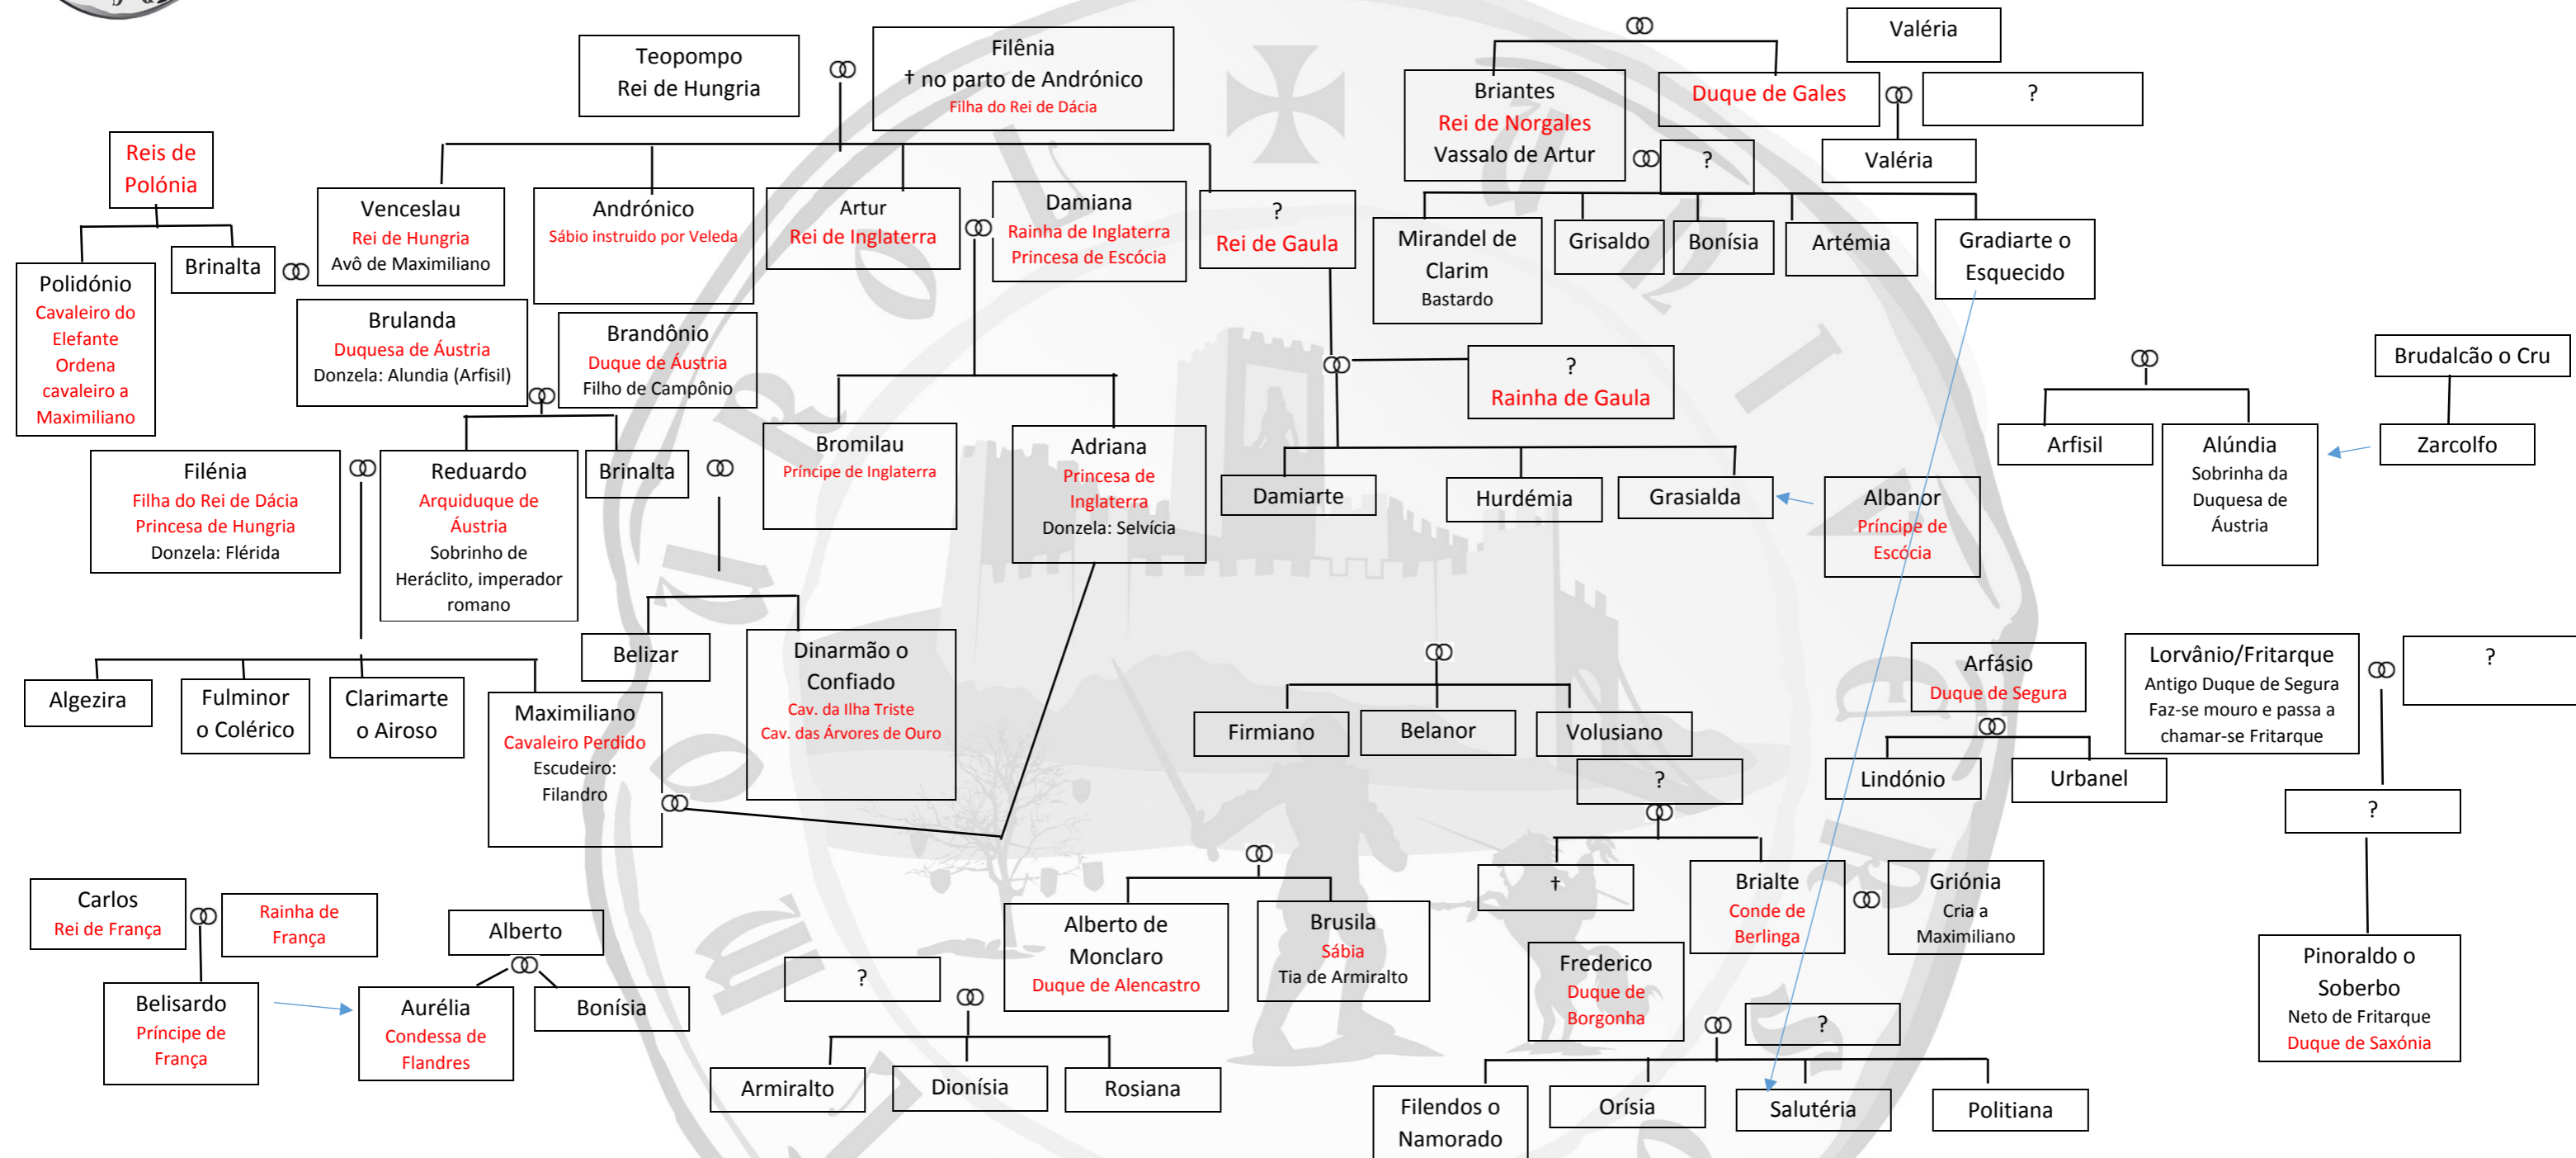 Teopompo
Rei de Hungria
Filênia
† no parto de Andrónico
Filha do Rei de Dácia
Valéria
Briantes
Rei de Norgales
Vassalo de Artur
Duque de Gales
?
?
Valéria
Reis de
Polónia
Venceslau
Rei de Hungria
Avô de Maximiliano
Andrónico
Sábio instruido por Veleda
Artur
Rei de Inglaterra
Damiana
Rainha de Inglaterra
Princesa de Escócia
?
Rei de Gaula
Mirandel de
Clarim
Bastardo
Grisaldo
Bonísia
Artémia
Gradiarte o
Esquecido
Polidónio
Cavaleiro do
Elefante
Ordena
cavaleiro a
Maximiliano
Brinalta
Brulanda
Duquesa de Áustria
Donzela: Alundia (Arfisil)
Brandônio
Duque de Áustria
Filho de Campônio
?
Rainha de Gaula
Brudalcão o Cru
Arfisil
Alúndia
Sobrinha da
Duquesa de
Áustria
Zarcolfo
Filénia
Filha do Rei de Dácia
Princesa de Hungria
Donzela: Flérida
Reduardo
Arquiduque de
Áustria
Sobrinho de
Heráclito, imperador
romano
Brinalta
Bromilau
Príncipe de Inglaterra
Adriana
Princesa de
Inglaterra
Donzela: Selvícia
Damiarte
Hurdémia
Grasialda
Albanor
Príncipe de
Escócia
Belizar
Dinarmão o
Confiado
Cav. da Ilha Triste
Cav. das Árvores de Ouro
Algezira
Fulminor
o Colérico
Clarimarte
o Airoso
Maximiliano
Cavaleiro Perdido
Escudeiro:
Filandro
Firmiano
Belanor
Volusiano
Arfásio
Duque de Segura
Lorvânio/Fritarque
Antigo Duque de Segura
Faz-se mouro e passa a
chamar-se Fritarque
?
Lindónio
Urbanel
?
?
†
Brialte
Conde de
Berlinga
Griónia
Cria a
Maximiliano
Carlos
Rei de França
Rainha de
França
Alberto
Alberto de
Monclaro
Duque de Alencastro
Brusila
Sábia
Tia de Armiralto
Pinoraldo o
Soberbo
Neto de Fritarque
Duque de Saxónia
Belisardo
Príncipe de
França
Aurélia
Condessa de
Flandres
Bonísia
?
Frederico
Duque de
Borgonha
?
Armiralto
Dionísia
Rosiana
Filendos o
Namorado
Orísia
Salutéria
Politiana